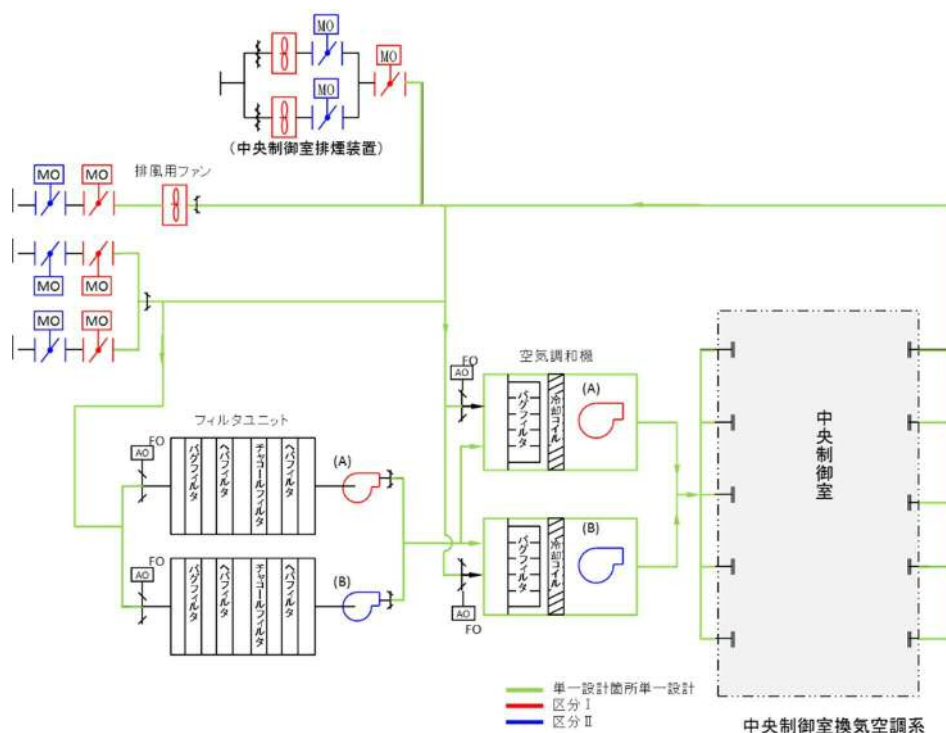 MO
MO
MO
(中央制御室排煙装置)
排風用ファン
MO
MO
MO
MO
MO
MO
空気調和機
FO
AO
バグフィルタ
冷却コイル
(A)
フィルタユニット
FO
AO
バグフィルタ
ヘパフィルタ
チャコールフィルタ
ヘパフィルタ
(A)
中央制御室
(B)
バグフィルタ
冷却コイル
FO
AO
バグフィルタ
ヘパフィルタ
チャコールフィルタ
ヘパフィルタ
(B)
AO
FO
単一設計箇所単一設計
区分Ⅰ
区分Ⅱ
中央制御室換気空調系